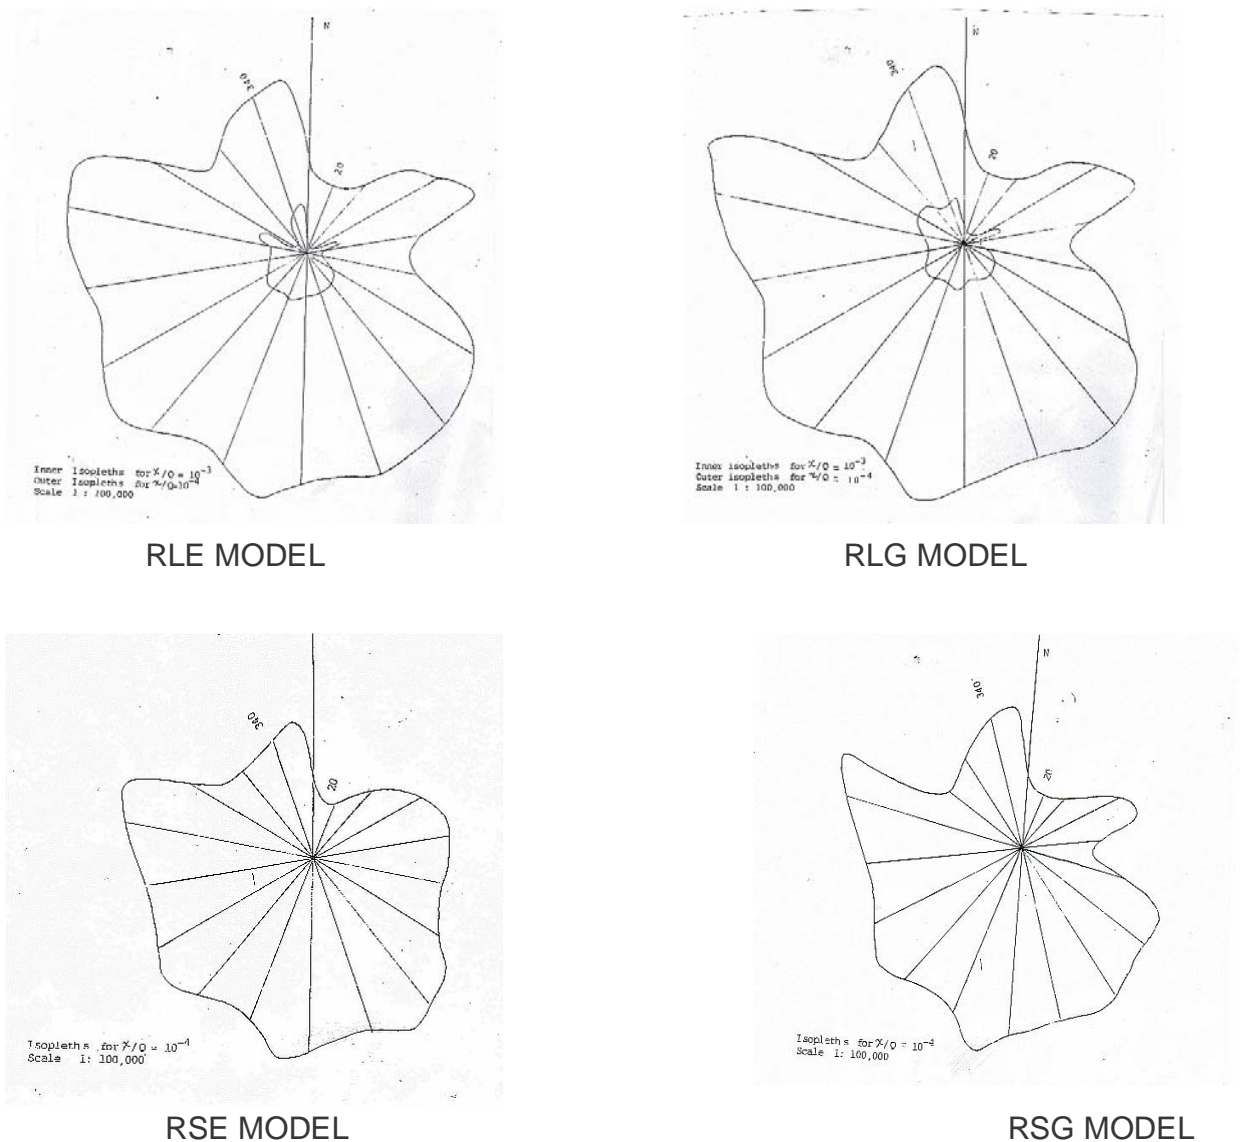 N
340
20
Inner Isopleths for χ/Q = 10⁻³
Outer Isopleths for χ/Q=10⁻⁴
Scale 1 : 100,000
RLE MODEL
N
340
20
Inner isopleths for χ/Q = 10⁻³
Outer isopleths for χ/Q = 10⁻⁴
Scale 1 : 100,000
RLG MODEL
340
20
Isopleths for χ/Q = 10⁻⁴
Scale 1: 100,000
RSE MODEL
N
340
20
Isopleths for χ/Q = 10⁻⁴
Scale 1: 100,000
RSG MODEL